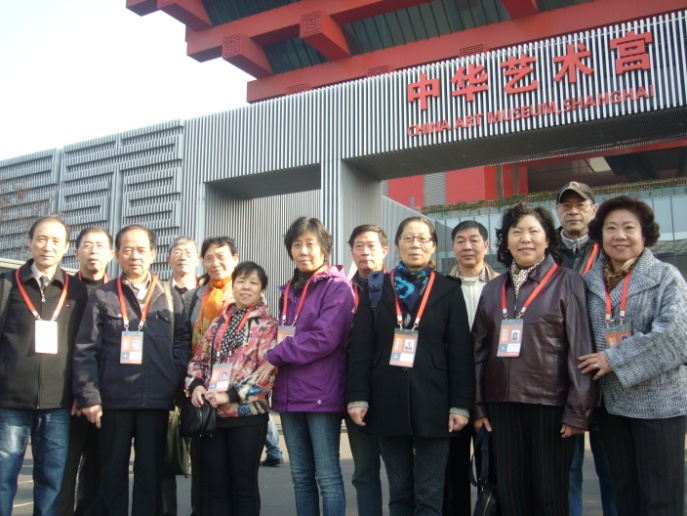 中华艺术宫
CHINA ART MUSEUM,SHANGHAI